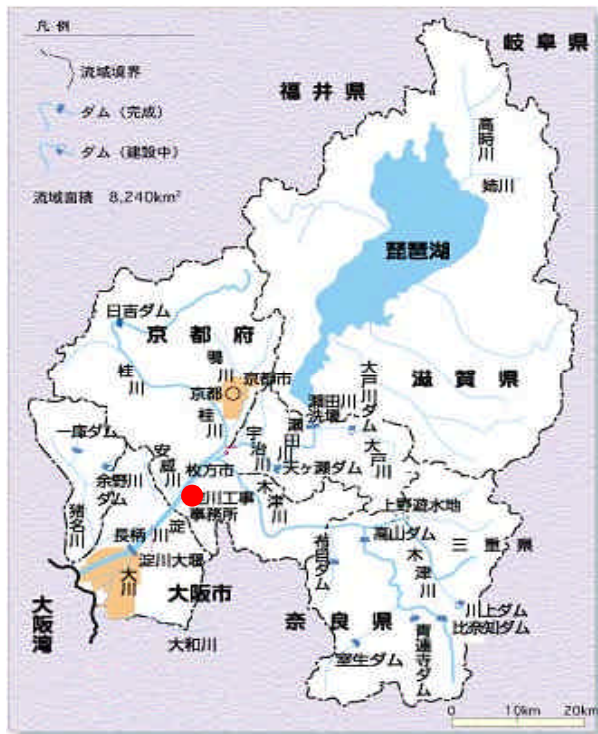 凡例
流域境界
ダム（完成）
ダム（建設中）
流域面積 8,240km²
岐阜県
福井県
高時川
姉川
琵琶湖
日吉ダム
京都府
鴨川
京都市
京都
桂川
桂川
滋賀県
大戸川ダム
瀬田川洗堰
瀬田川
宇治川
大戸川
天ヶ瀬ダム
一庫ダム
余野川ダム
猪名川
安威川
枚方市
川工事
事務所
木津川
上野遊水地
高山ダム
三重県
布目ダム
木津川
長柄
淀川
淀川大堰
大川
大阪市
大阪湾
大和川
奈良県
川上ダム
比奈知ダム
青蓮寺ダム
室生ダム
0 10km 20km